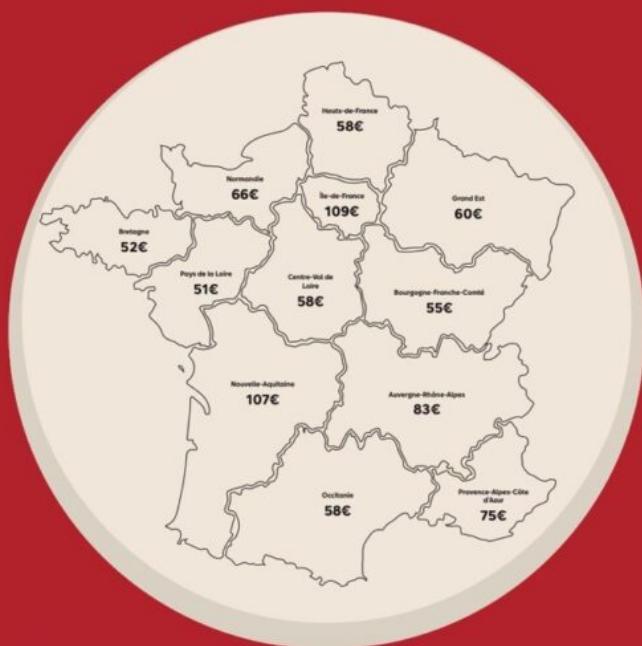 Hauts-de-France
58€
Normandie
66€
Île-de-France
109€
Grand Est
60€
Bretagne
52€
Pays de la Loire
51€
Centre-Val de
Loire
58€
Bourgogne-Franche-Comté
55€
Nouvelle-Aquitaine
107€
Auvergne-Rhône-Alpes
83€
Occitanie
58€
Provence-Alpes-Côte
d'Azur
75€